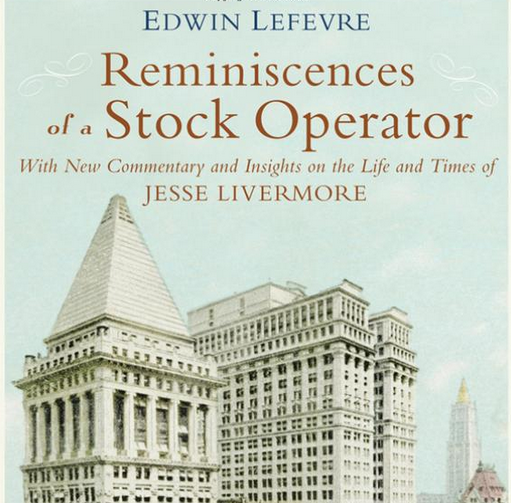 EDWIN LEFEVRE
Reminiscences
of a Stock Operator
With New Commentary and Insights on the Life and Times of
JESSE LIVERMORE